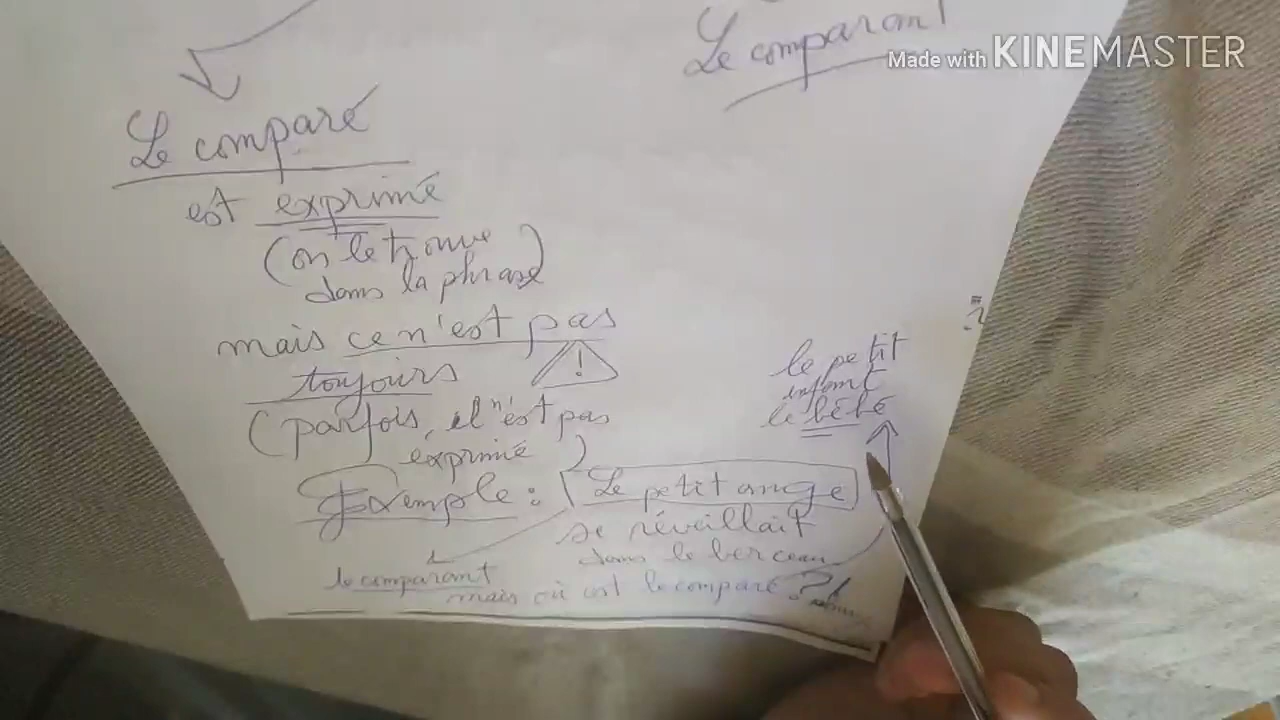 Le comparant
Made with KINEMASTER
Le comparé
est exprimé
(on le trouve
dans la phrase)
mais ce n'est pas
toujours
(parfois, il n'est pas
exprimé)
le petit
enfant
le bébé
Exemple : Le petit ange
se réveillait
dans le berceau
le comparant
mais où est le comparé ?